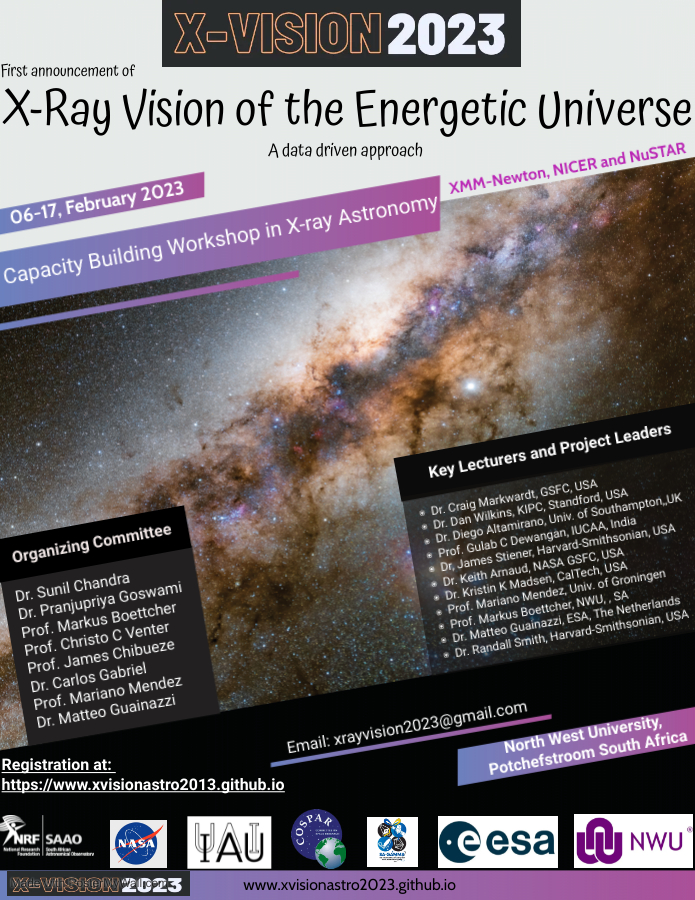 X-VISION 2023
First announcement of
X-Ray Vision of the Energetic Universe
A data driven approach
XMM-Newton, NICER and NuSTAR
06-17, February 2023
Capacity Building Workshop in X-ray Astronomy
Key Lecturers and Project Leaders
Dr. Craig Markwardt, GSFC, USA
Dr. Dan Wilkins, KIPC, Standford, USA
Dr. Diego Altamirano, Univ. of Southampton,,UK
Prof. Gulab C Dewangan, IUCAA, India
Dr, James Stiener, Harvard-Smithsonian, USA
Dr. Keith Arnaud, NASA GSFC, USA
Dr. Kristin K Madsen, CalTech, USA
Prof. Mariano Mendez, Univ. of Groningen
Prof. Markus Boettcher, NWU, , SA
Dr. Matteo Guainazzi, ESA, The Netherlands
Dr. Randall Smith, Harvard-Smithsonian, USA
Organizing Committee
Dr. Sunil Chandra
Dr. Pranjupriya Goswami
Prof. Markus Boettcher
Prof. Christo C Venter
Prof. James Chibueze
Dr. Carlos Gabriel
Prof. Mariano Mendez
Dr. Matteo Guainazzi
Email: xrayvision2023@gmail.com
North West University,
Potchefstroom South Africa
Registration at:
https://www.xvisionastro2013.github.io
NRF SAAO
National Research Foundation
South African Astronomical Observatory
NASA
IAU
COSPAR
SA-GAMMA
esa
NWU®
X-VISION 2023
www.xvisionastro2023.github.io